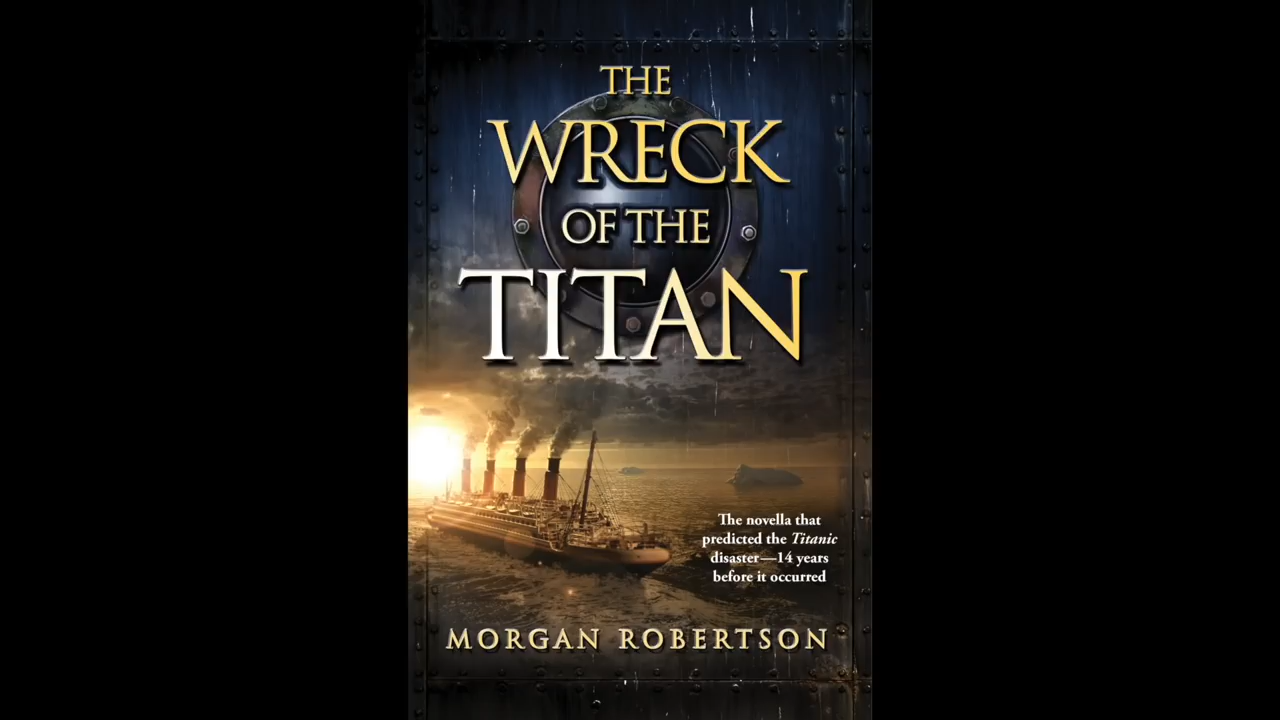 THE
WRECK
OF THE
TITAN
The novella that
predicted the Titanic
disaster—14 years
before it occurred
MORGAN ROBERTSON